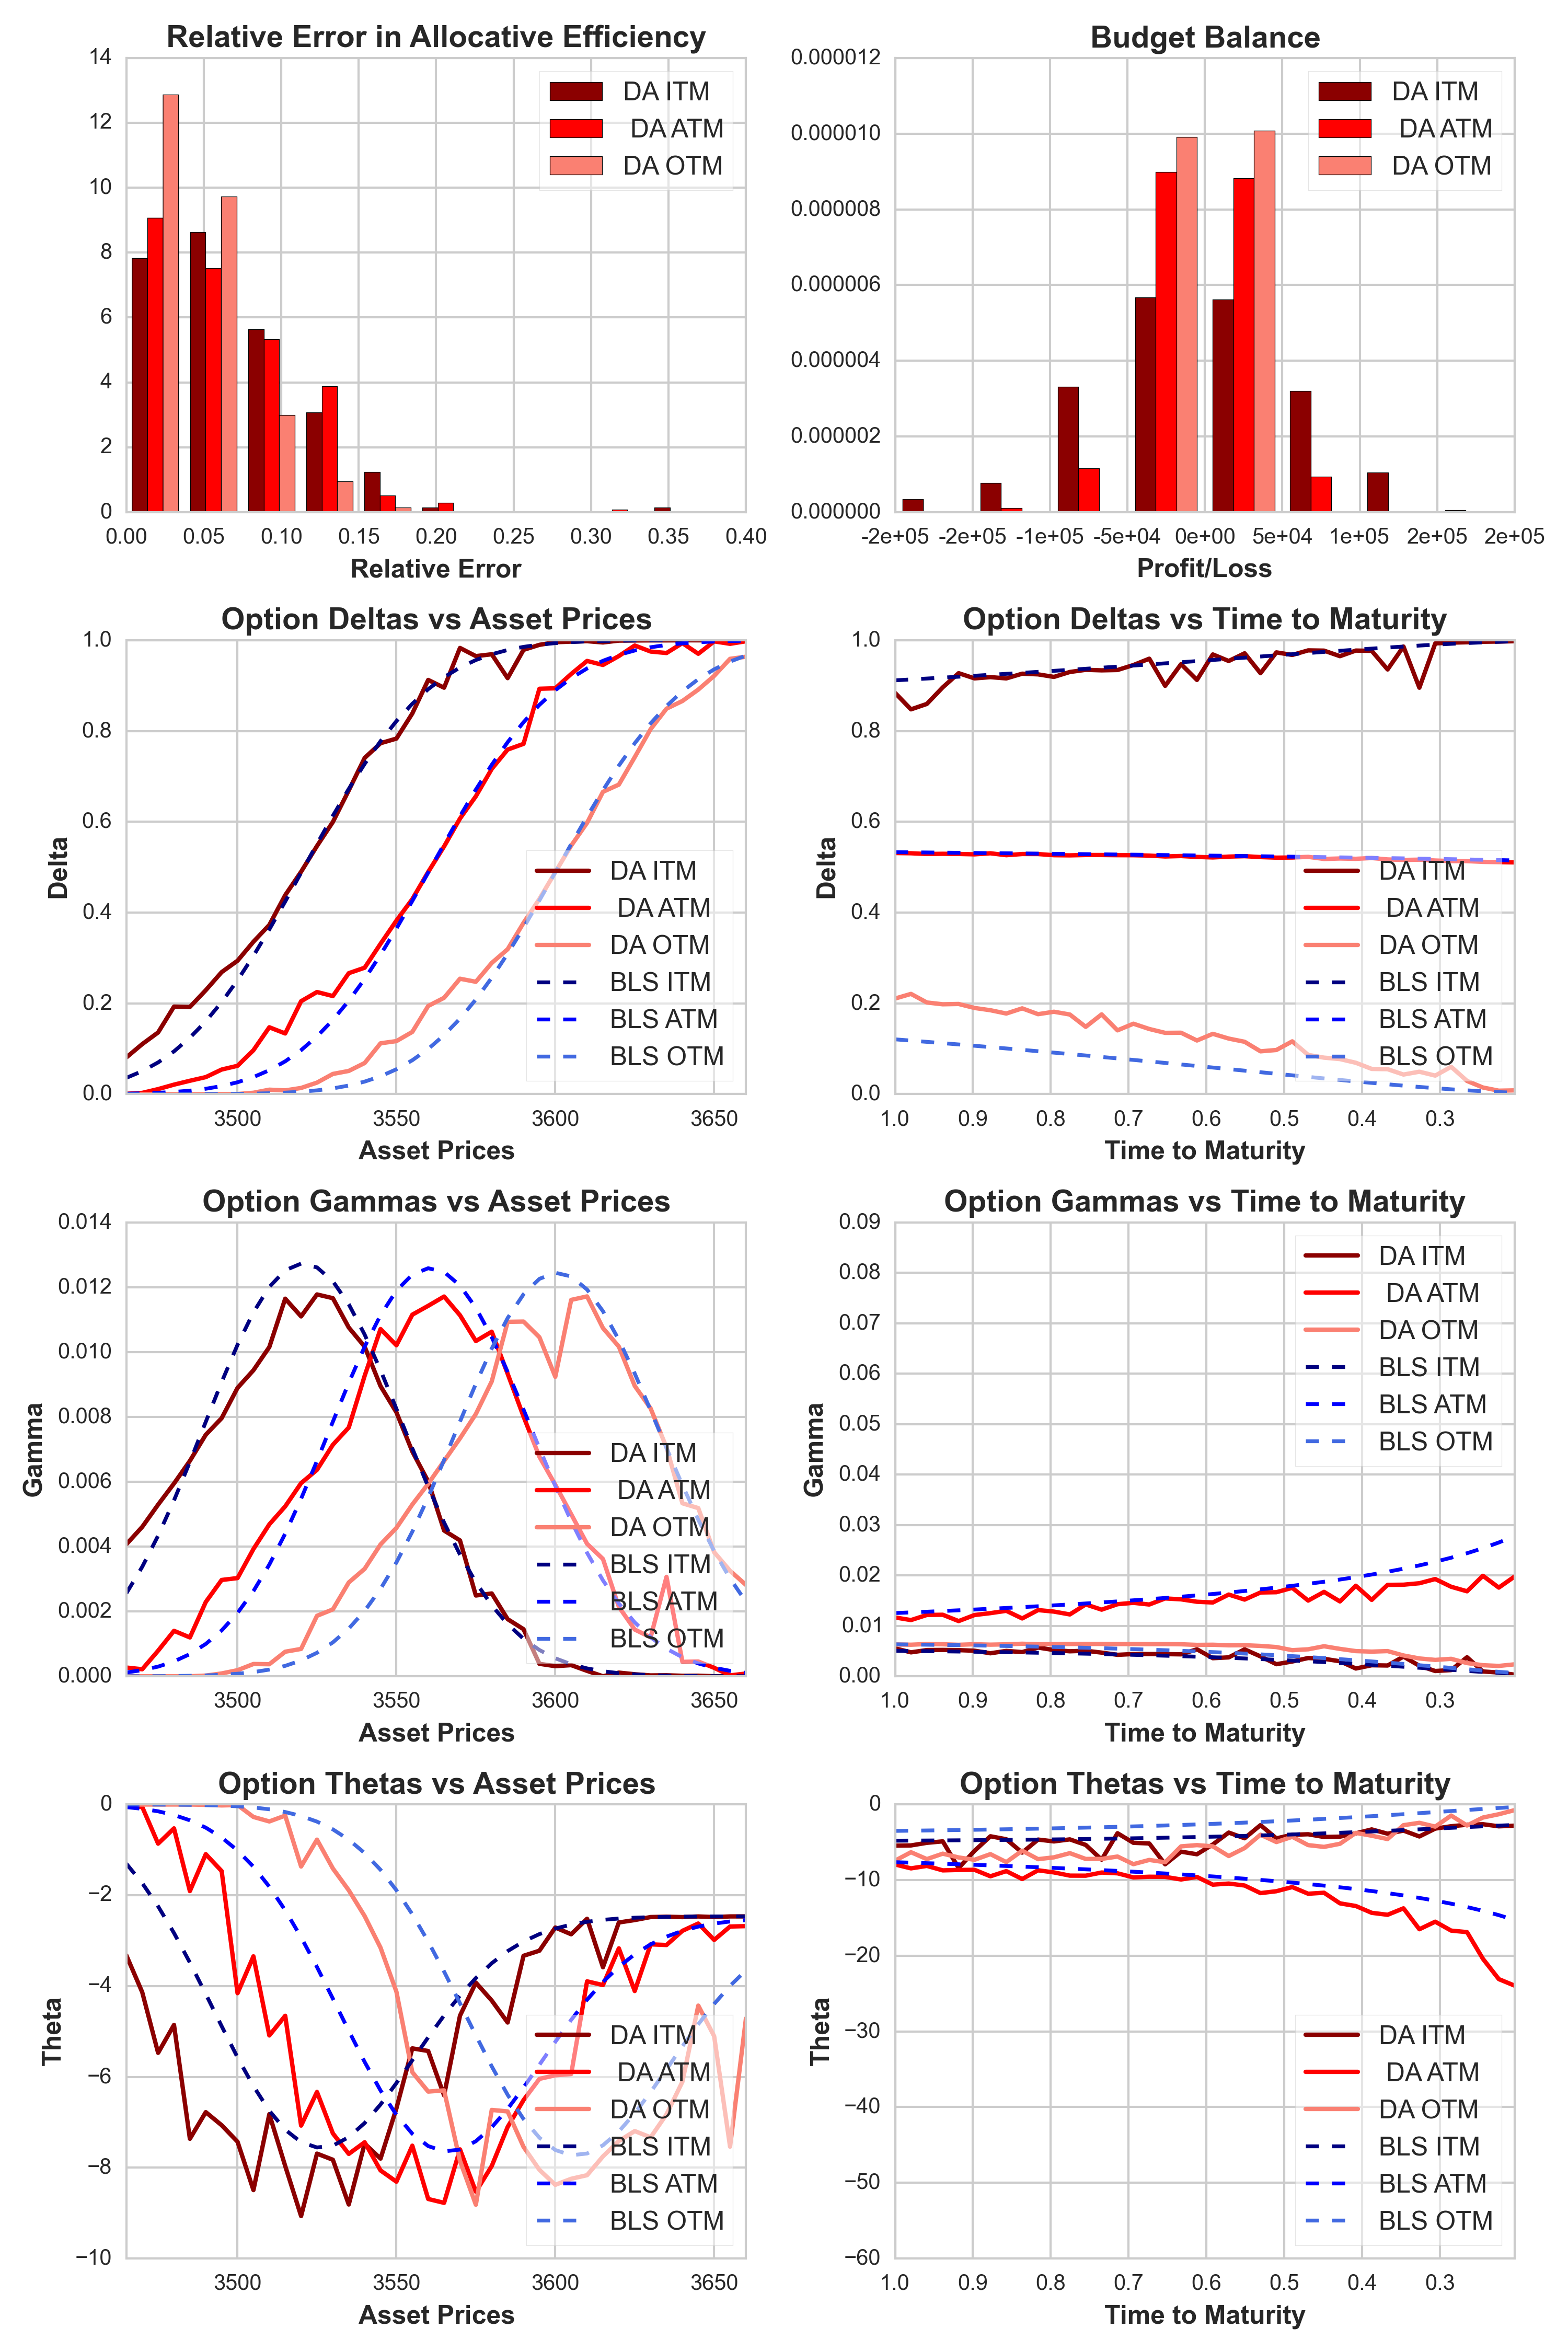 Relative Error in Allocative Efficiency
14
12
10
8
6
4
2
0
DA ITM
DA ATM
DA OTM
0.00 0.05 0.10 0.15 0.20 0.25 0.30 0.35 0.40
Relative Error
Budget Balance
0.000012
0.000010
0.000008
0.000006
0.000004
0.000002
0.000000
DA ITM
DA ATM
DA OTM
-2e+05 -2e+05 -1e+05 -5e+04 0e+00 5e+04 1e+05 2e+05 2e+05
Profit/Loss
Option Deltas vs Asset Prices
1.0
0.8
0.6
0.4
0.2
0.0
Delta
DA ITM
DA ATM
DA OTM
BLS ITM
BLS ATM
BLS OTM
3500 3550 3600 3650
Asset Prices
Option Deltas vs Time to Maturity
1.0
0.8
0.6
0.4
0.2
0.0
Delta
DA ITM
DA ATM
DA OTM
BLS ITM
BLS ATM
BLS OTM
1.0 0.9 0.8 0.7 0.6 0.5 0.4 0.3
Time to Maturity
Option Gammas vs Asset Prices
0.014
0.012
0.010
0.008
0.006
0.004
0.002
0.000
Gamma
DA ITM
DA ATM
DA OTM
BLS ITM
BLS ATM
BLS OTM
3500 3550 3600 3650
Asset Prices
Option Gammas vs Time to Maturity
0.09
0.08
0.07
0.06
0.05
0.04
0.03
0.02
0.01
0.00
Gamma
DA ITM
DA ATM
DA OTM
BLS ITM
BLS ATM
BLS OTM
1.0 0.9 0.8 0.7 0.6 0.5 0.4 0.3
Time to Maturity
Option Thetas vs Asset Prices
0
−2
−4
−6
−8
−10
Theta
DA ITM
DA ATM
DA OTM
BLS ITM
BLS ATM
BLS OTM
3500 3550 3600 3650
Asset Prices
Option Thetas vs Time to Maturity
0
−10
−20
−30
−40
−50
−60
Theta
DA ITM
DA ATM
DA OTM
BLS ITM
BLS ATM
BLS OTM
1.0 0.9 0.8 0.7 0.6 0.5 0.4 0.3
Time to Maturity